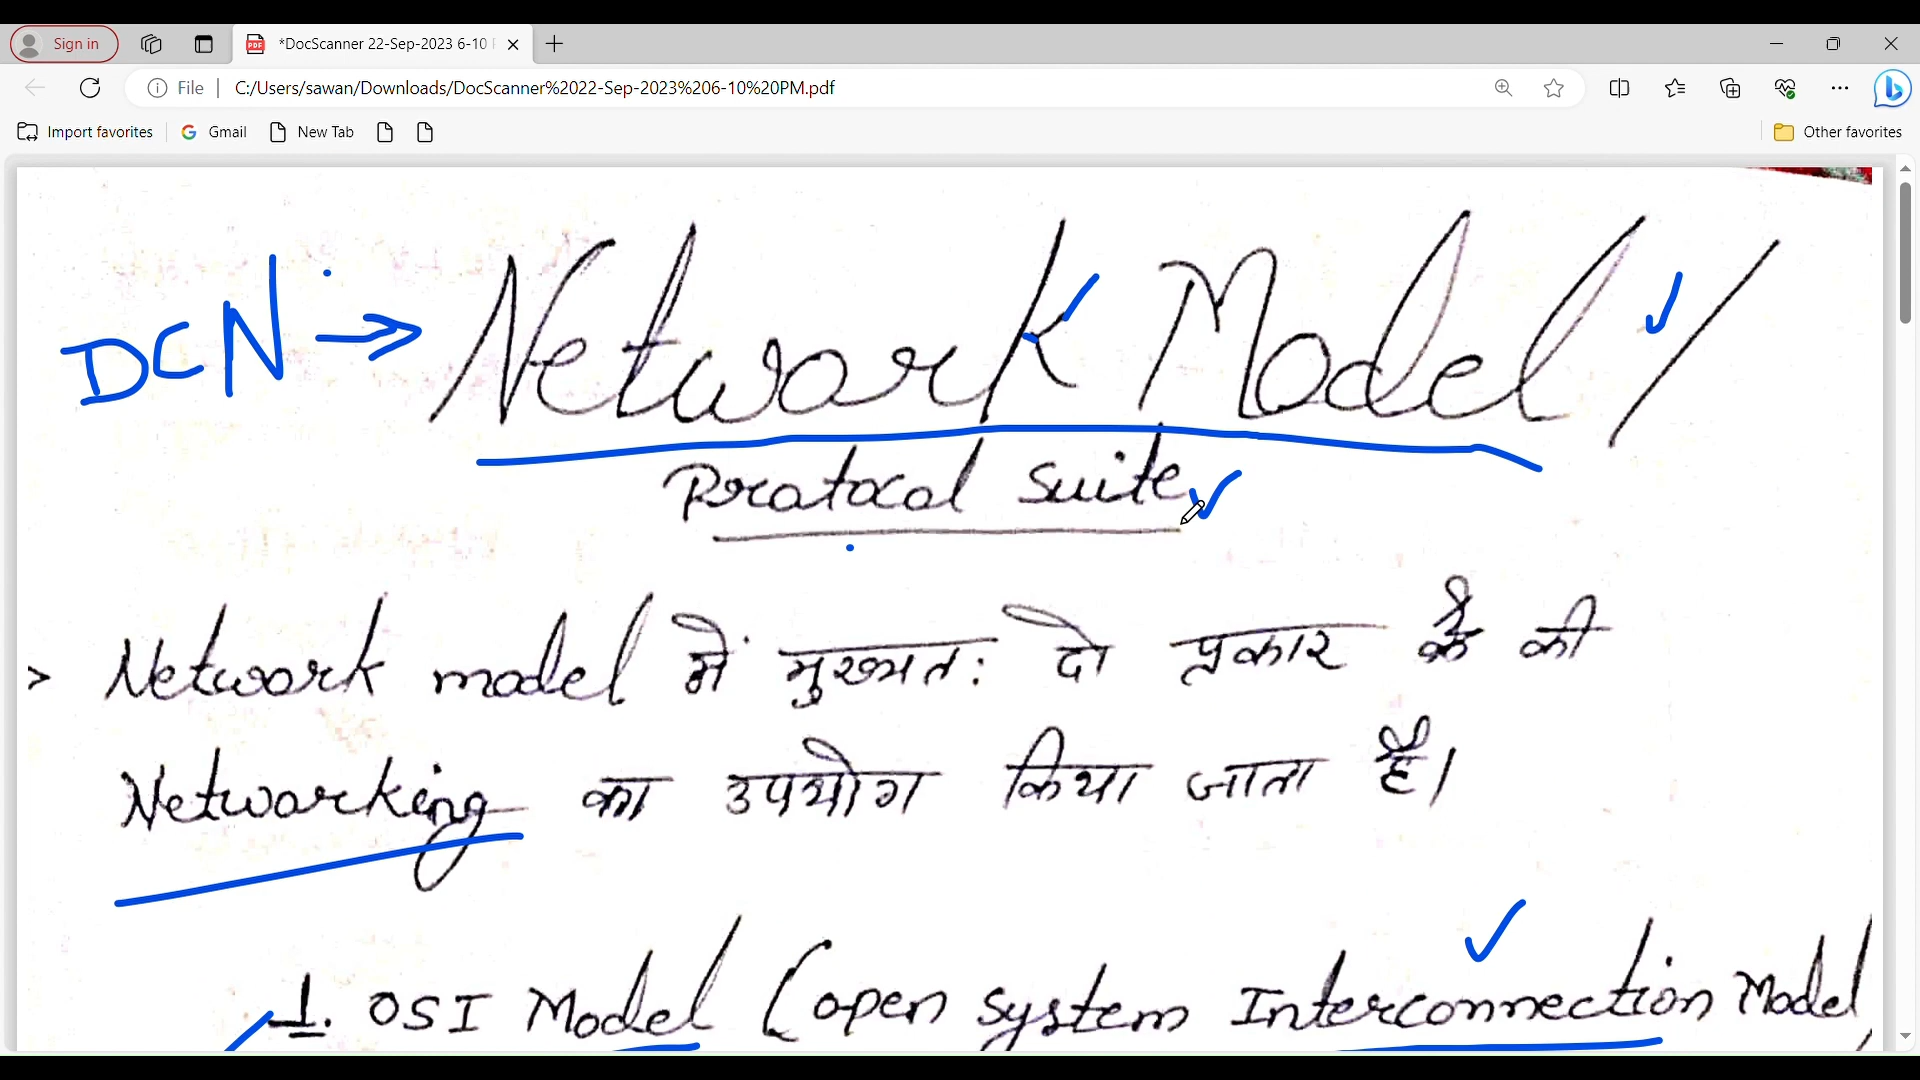 Sign in
*DocScanner 22-Sep-2023 6-10
File
C:/Users/sawan/Downloads/DocScanner%2022-Sep-2023%206-10%20PM.pdf
Import favorites
Gmail
New Tab
Other favorites
DCN → Network Model /
Protocol Suite
> Network model में मुख्यत: दो प्रकार के की
Networking का उपयोग किया जाता है।
1. OSI Model (open System Interconnection Model